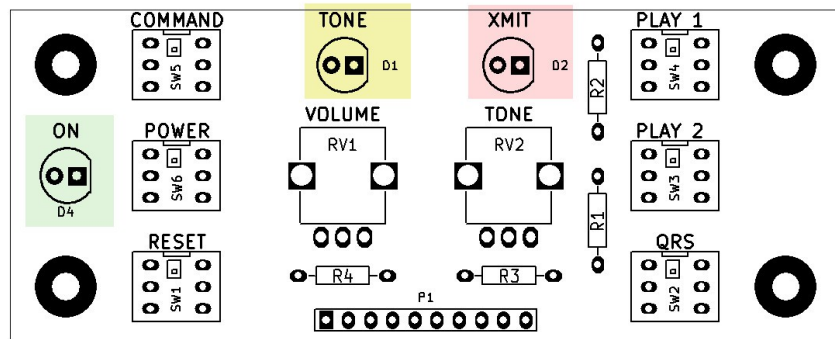 COMMAND
TONE
XMIT
PLAY 1
SW5
D1
D2
SW4
R2
ON
POWER
VOLUME
TONE
PLAY 2
RV1
RV2
SW6
SW3
D4
R1
RESET
QRS
SW1
R4
R3
SW2
P1